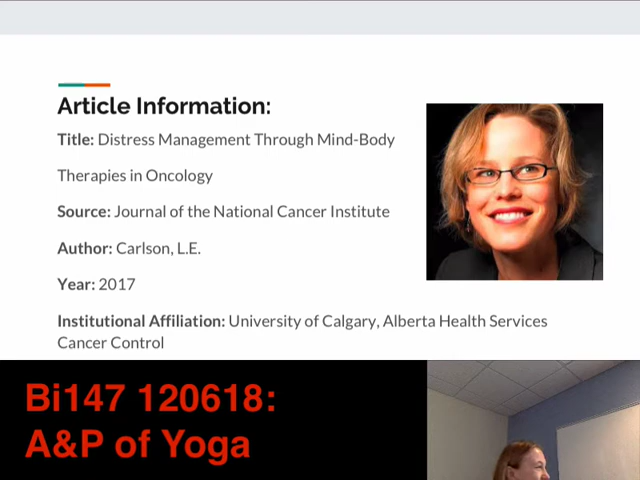 Article Information:
Title: Distress Management Through Mind-Body
Therapies in Oncology
Source: Journal of the National Cancer Institute
Author: Carlson, L.E.
Year: 2017
Institutional Affiliation: University of Calgary, Alberta Health Services
Cancer Control
Bi147 120618:
A&P of Yoga